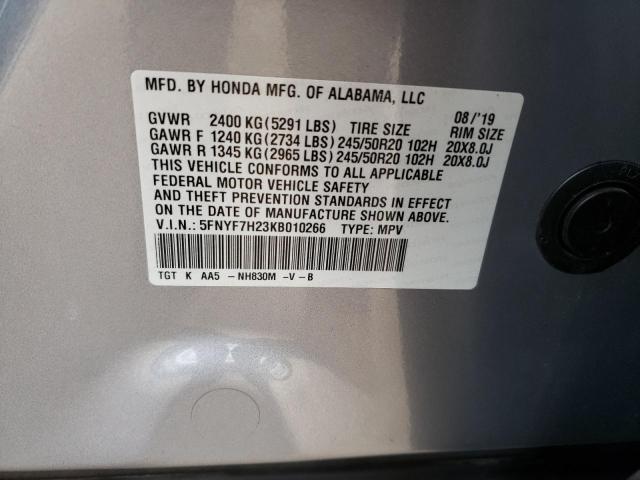 MFD. BY HONDA MFG. OF ALABAMA, LLC
GVWR 2400 KG(5291 LBS) TIRE SIZE 08/'19 RIM SIZE
GAWR F 1240 KG(2734 LBS) 245/50R20 102H 20X8.0J
GAWR R 1345 KG(2965 LBS) 245/50R20 102H 20X8.0J
THIS VEHICLE CONFORMS TO ALL APPLICABLE
FEDERAL MOTOR VEHICLE SAFETY
AND THEFT PREVENTION STANDARDS IN EFFECT
ON THE DATE OF MANUFACTURE SHOWN ABOVE.
V.I.N.: 5FNYF7H23KB010266 TYPE: MPV
TGT K AA5 -NH830M -V-B